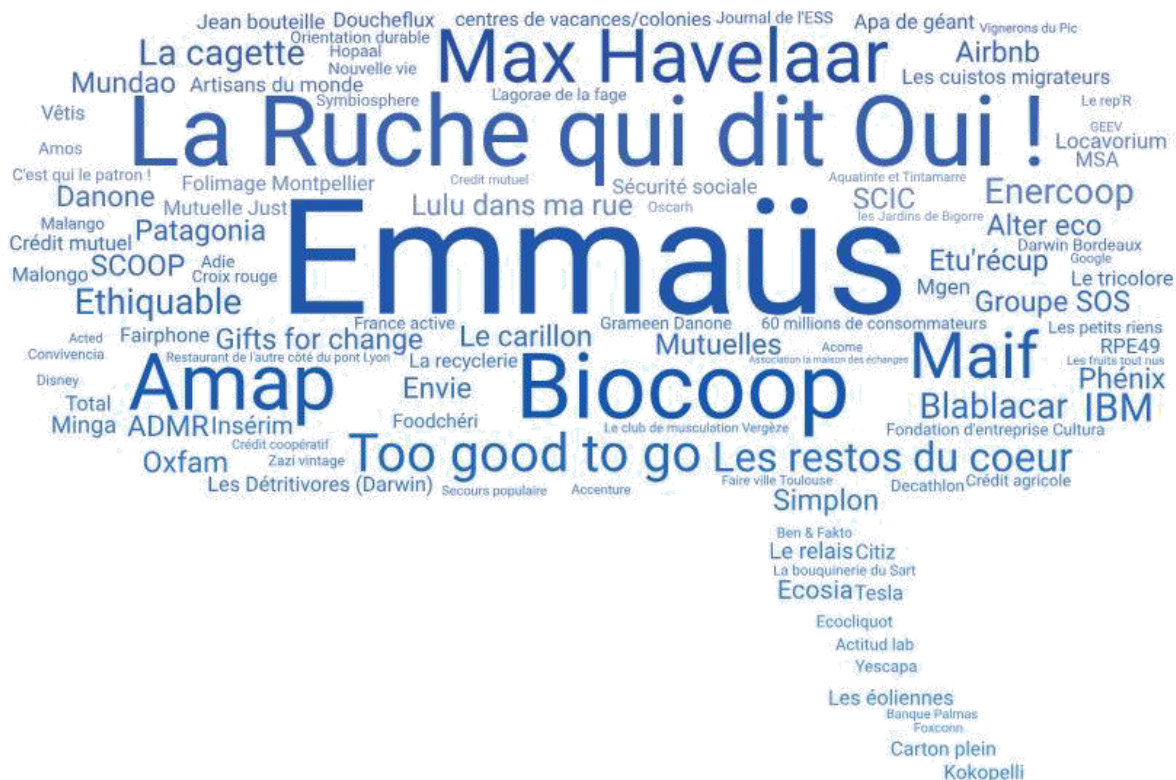 Jean bouteille
Doucheflux
centres de vacances/colonies
Journal de l'ESS
Apa de géant
Vignerons du Pic
Orientation durable
La cagette
Hopaal
Max Havelaar
Airbnb
Nouvelle vie
Mundao
Artisans du monde
Les cuistos migrateurs
Symbiosphere
L'agorae de la fage
Le rep'R
Vêtis
La Ruche qui dit Oui !
GEEV
Locavorium
Amos
MSA
C'est qui le patron !
Folimage Montpellier
Credit mutuel
Sécurité sociale
Aquatinte et Tintamarre
Danone
SCIC
Enercoop
Mutuelle Just
Lulu dans ma rue
Oscarh
les Jardins de Bigorre
Malango
Patagonia
Emmaüs
Alter eco
Crédit mutuel
Darwin Bordeaux
SCOOP
Adie
Etu'récup
Google
Malongo
Croix rouge
Le tricolore
Mgen
Ethiquable
Groupe SOS
France active
Grameen Danone
60 millions de consommateurs
Les petits riens
Acted
Fairphone
Gifts for change
Le carillon
Mutuelles
Acome
Maif
RPE49
Convivencia
Restaurant de l'autre côté du pont Lyon
La recyclerie
Association la maison des échanges
Les fruits tout nus
Disney
Amap
Envie
Biocoop
Phénix
Total
Blablacar
IBM
Minga
ADMR
Insérim
Foodchéri
Le club de musculation Vergèze
Fondation d'entreprise Cultura
Crédit coopératif
Oxfam
Zazi vintage
Too good to go
Les restos du coeur
Les Détritivores (Darwin)
Secours populaire
Accenture
Faire ville Toulouse
Decathlon
Crédit agricole
Simplon
Ben & Fakto
Le relais
Citiz
La bouquinerie du Sart
Ecosia
Tesla
Ecocliquot
Actitud lab
Yescapa
Les éoliennes
Banque Palmas
Foxconn
Carton plein
Kokopelli